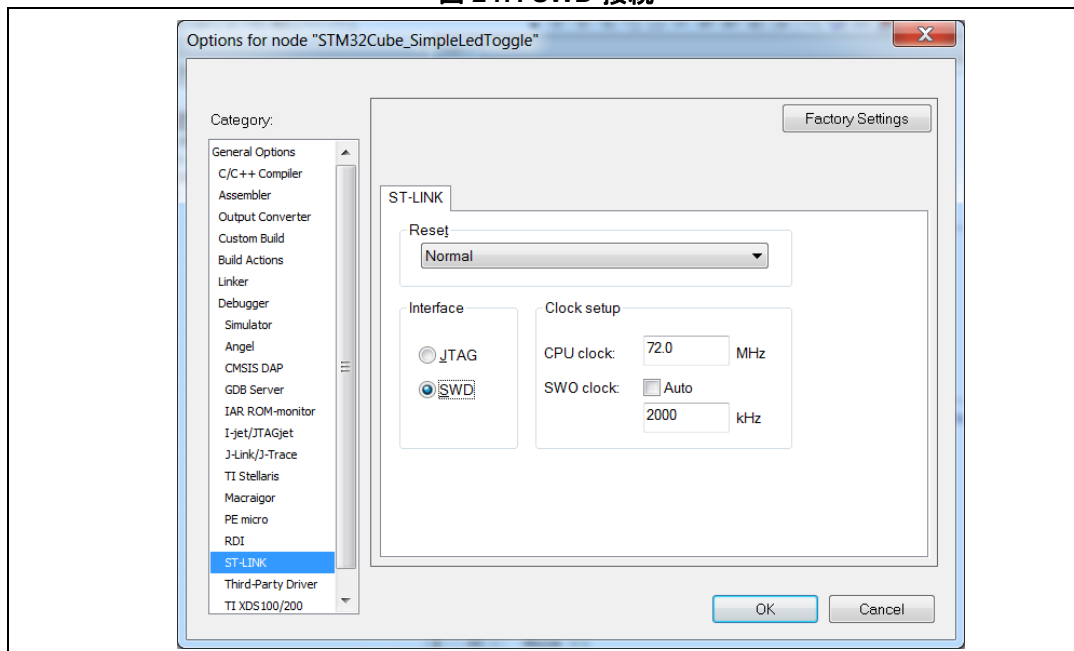 Options for node "STM32Cube_SimpleLedToggle"
Category:
Factory Settings
General Options
C/C++ Compiler
Assembler
Output Converter
Custom Build
Build Actions
Linker
Debugger
Simulator
Angel
CMSIS DAP
GDB Server
IAR ROM-monitor
I-jet/JTAGjet
J-Link/J-Trace
TI Stellaris
Macraigor
PE micro
RDI
ST-LINK
Third-Party Driver
TI XDS100/200
ST-LINK
Reset
Normal
Interface
JTAG
SWD
Clock setup
CPU clock: 72.0 MHz
SWO clock: Auto
2000 kHz
OK Cancel